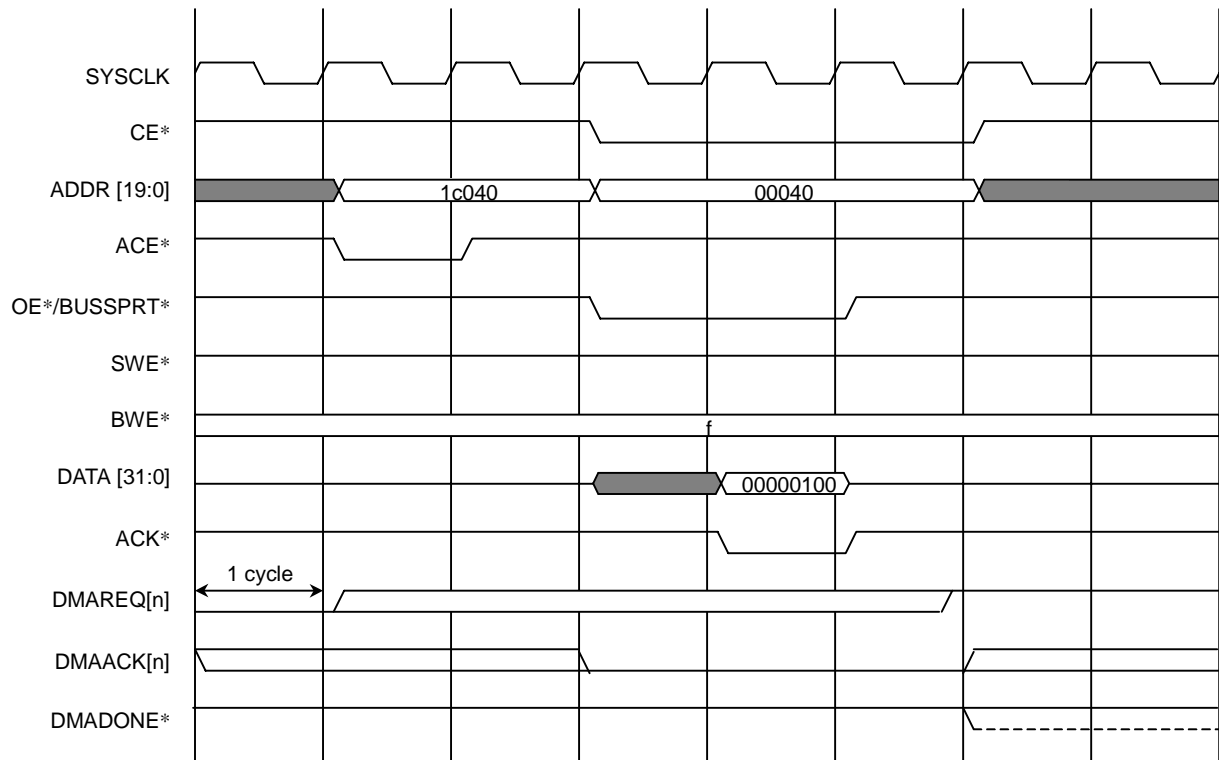 SYSCLK
CE*
ADDR [19:0]
1c040
00040
ACE*
OE*/BUSSPRT*
SWE*
BWE*
f
DATA [31:0]
00000100
ACK*
1 cycle
DMAREQ[n]
DMAACK[n]
DMADONE*